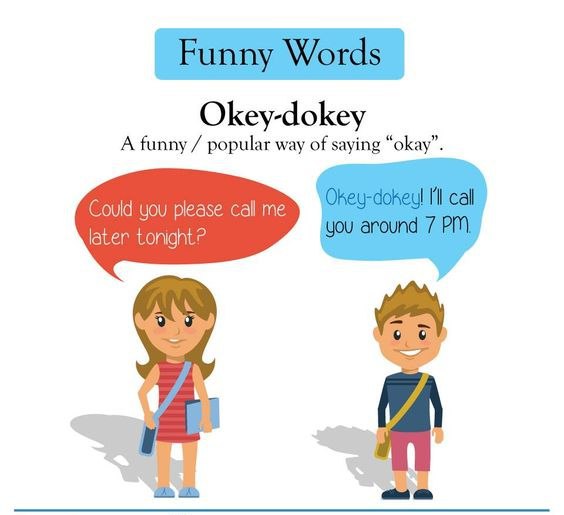 Funny Words
Okey-dokey
A funny / popular way of saying “okay”.
Could you please call me
later tonight?
Okey-dokey! I'll call
you around 7 PM.